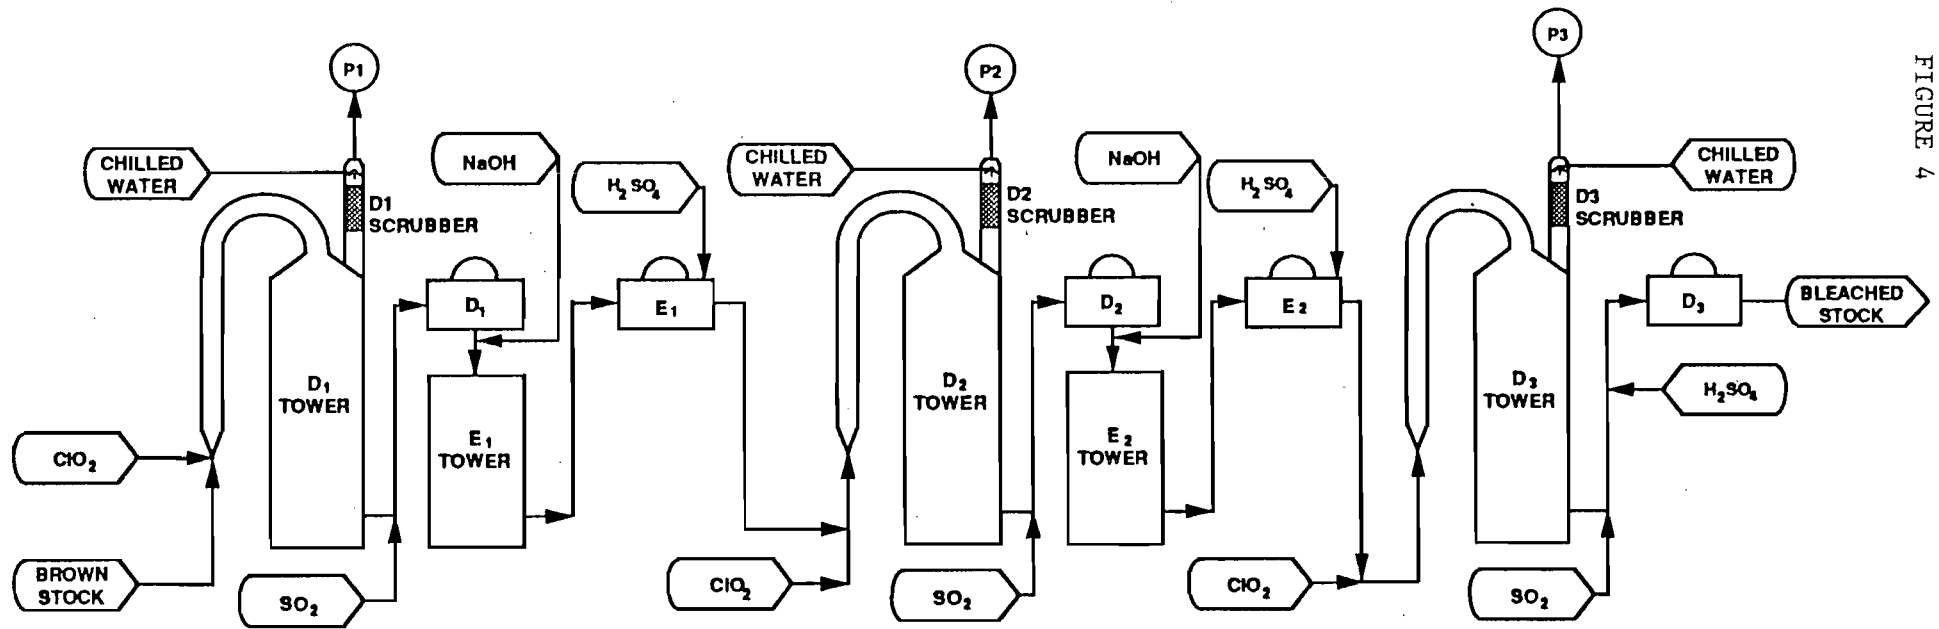 FIGURE 4
P1
P2
P3
CHILLED
WATER
NaOH
H₂SO₄
D1
SCRUBBER
CHILLED
WATER
NaOH
H₂SO₄
D2
SCRUBBER
CHILLED
WATER
D3
SCRUBBER
D₁
E₁
D₂
E₂
D₃
BLEACHED
STOCK
D₁
TOWER
E₁
TOWER
D₂
TOWER
E₂
TOWER
D₃
TOWER
H₂SO₄
ClO₂
BROWN
STOCK
SO₂
ClO₂
SO₂
ClO₂
SO₂